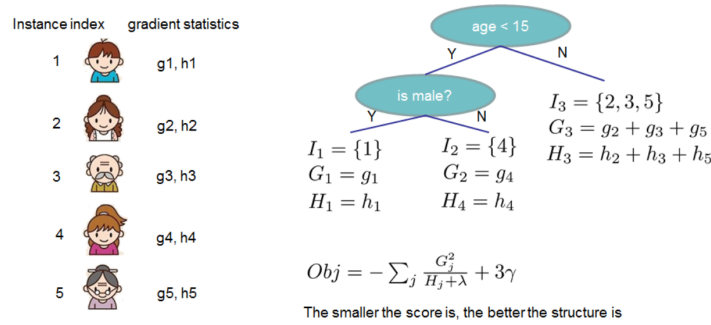 Instance index gradient statistics
1 g1, h1
2 g2, h2
3 g3, h3
4 g4, h4
5 g5, h5
age < 15
Y N
is male?
Y N
I₁ = {1}
G₁ = g₁
H₁ = h₁
I₂ = {4}
G₂ = g₄
H₄ = h₄
I₃ = {2, 3, 5}
G₃ = g₂ + g₃ + g₅
H₃ = h₂ + h₃ + h₅
Obj = −∑ⱼ Gⱼ²/(Hⱼ+λ) + 3γ
The smaller the score is, the better the structure is